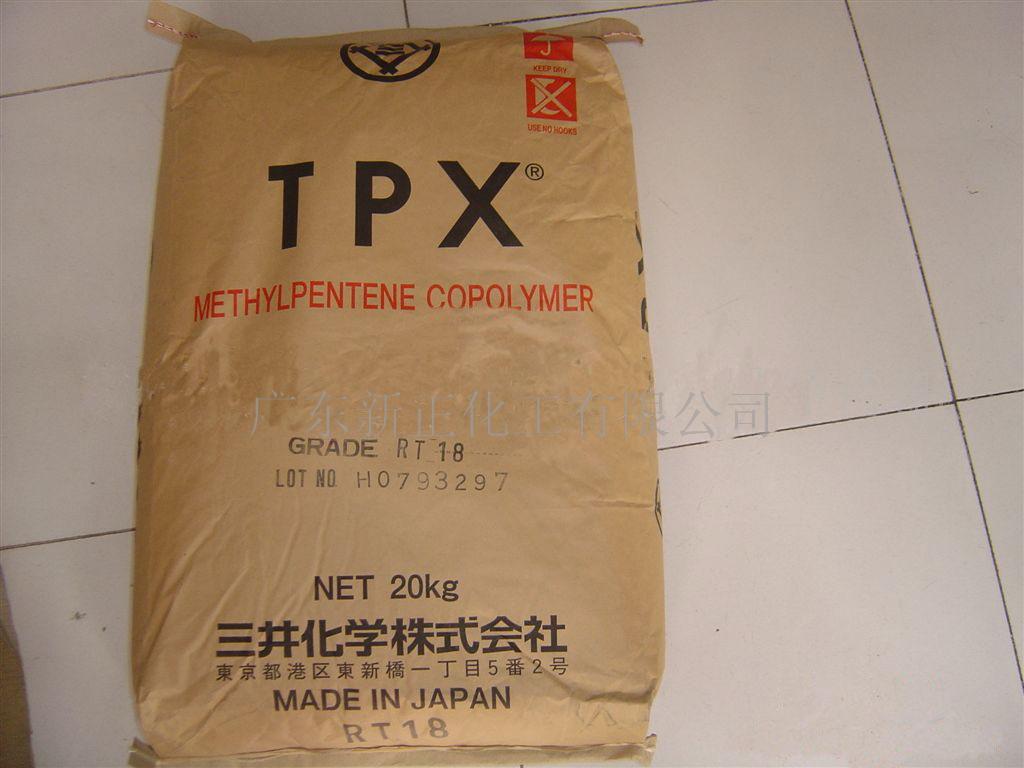 KEEP DRY
USE NO HOOKS
TPX®
METHYLPENTENE COPOLYMER
广东新正化工有限公司
GRADE RT 18
LOT NO. H0793297
NET 20kg
三井化学株式会社
東京都港区東新橋一丁目5番2号
MADE IN JAPAN
RT18